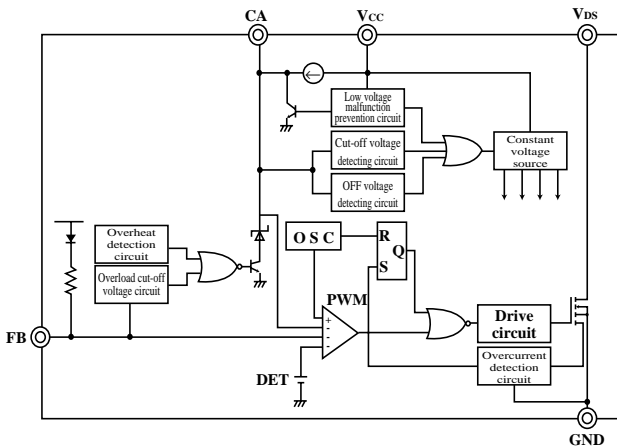 CA
VCC
VDS
Low voltage
malfunction
prevention circuit
Cut-off voltage
detecting circuit
OFF voltage
detecting circuit
Constant
voltage
source
Overheat
detection
circuit
Overload cut-off
voltage circuit
O S C
R
Q
S
PWM
+
-
-
-
Drive
circuit
Overcurrent
detection
circuit
FB
DET
GND